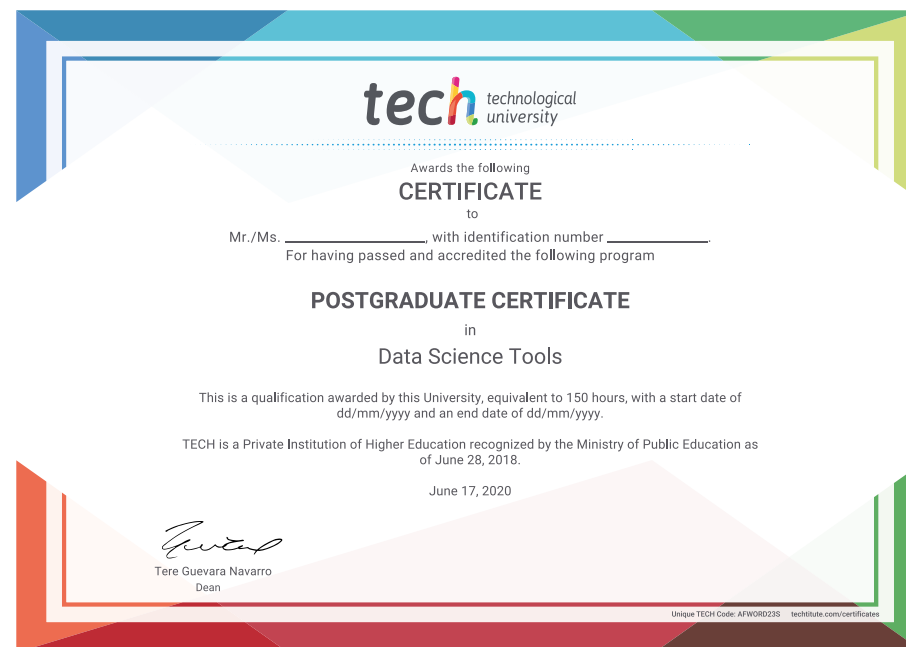 tech technological
university
Awards the following
CERTIFICATE
to
Mr./Ms. ____________, with identification number ____________.
For having passed and accredited the following program
POSTGRADUATE CERTIFICATE
in
Data Science Tools
This is a qualification awarded by this University, equivalent to 150 hours, with a start date of
dd/mm/yyyy and an end date of dd/mm/yyyy.
TECH is a Private Institution of Higher Education recognized by the Ministry of Public Education as
of June 28, 2018.
June 17, 2020
Tere Guevara Navarro
Dean
Unique TECH Code: AFWORD23S techtitute.com/certificates